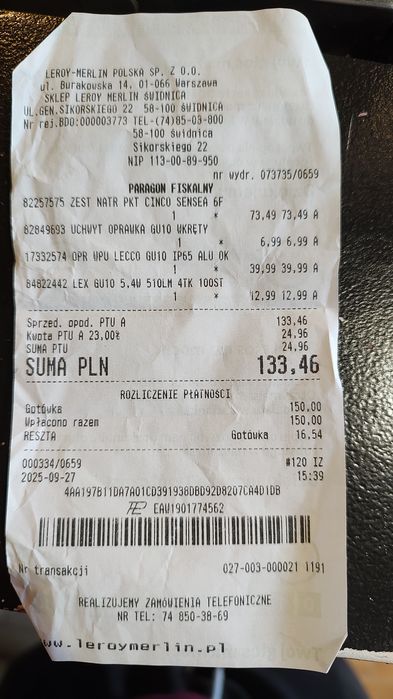 LEROY-MERLIN POLSKA SP. Z O.O.
ul. Burakowska 14, 01-066 Warszawa
SKLEP LEROY MERLIN ŚWIDNICA
UL.GEN.SIKORSKIEGO 22 58-100 ŚWIDNICA
Nr rej.BDO:000003773 TEL-(74)85-03-800
58-100 Świdnica
Sikorskiego 22
NIP 113-00-89-950
nr wydr. 073735/0659
PARAGON FISKALNY
82257575 ZEST NATR PKT CINCO SENSEA 6F
1 * 73,49 73,49 A
82849693 UCHWYT OPRAWKA GU10 WKRĘTY
1 * 6,99 6,99 A
17332574 OPR WPU LECCO GU10 IP65 ALU OK
1 * 39,99 39,99 A
84822442 LEX GU10 5,4W 510LM 4TK 100ST
1 * 12,99 12,99 A
Sprzed. opod. PTU A 133,46
Kwota PTU A 23,00% 24,96
SUMA PTU 24,96
SUMA PLN 133,46
ROZLICZENIE PŁATNOŚCI
Gotówka 150,00
Wpłacono razem 150,00
RESZTA Gotówka 16,54
000334/0659 #120 IZ
2025-09-27 15:39
4AA197B11DA7A01CD391938DBD92D8207CA4D1DB
EAW1901774562
Nr transakcji 027-003-000021 1191
REALIZUJEMY ZAMÓWIENIA TELEFONICZNE
NR TEL: 74 850-38-69
www.leroymerlin.pl